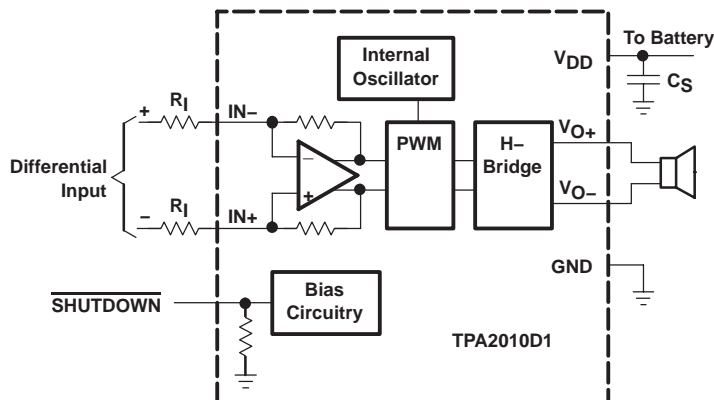 Internal
Oscillator
To Battery
VDD
CS
+
RI
IN−
−
PWM
H−
Bridge
VO+
Differential
Input
+
−
RI
IN+
VO−
GND
SHUTDOWN
Bias
Circuitry
TPA2010D1